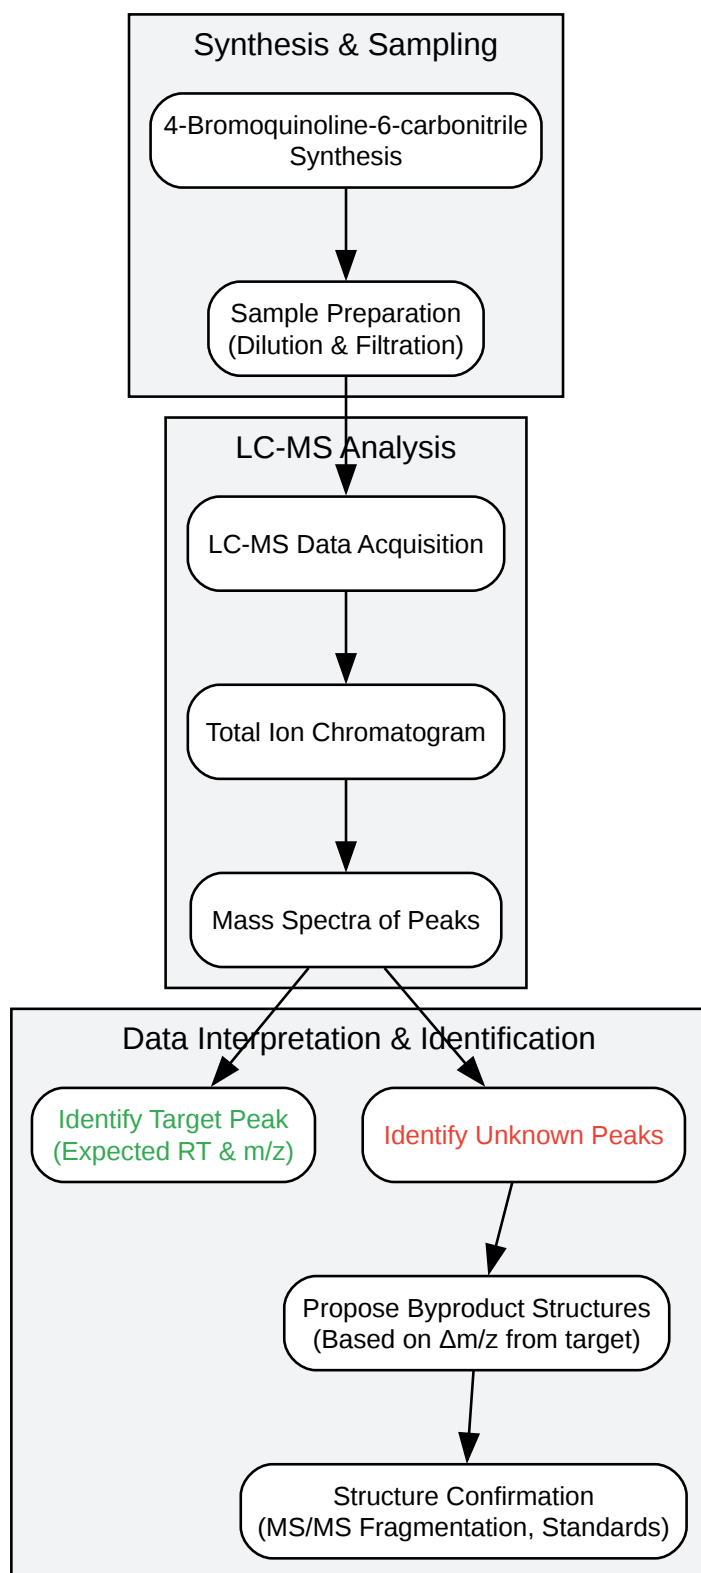 Synthesis & Sampling
4-Bromoquinoline-6-carbonitrile
Synthesis
Sample Preparation
(Dilution & Filtration)
LC-MS Analysis
LC-MS Data Acquisition
Total Ion Chromatogram
Mass Spectra of Peaks
Data Interpretation & Identification
Identify Target Peak
(Expected RT & m/z)
Identify Unknown Peaks
Propose Byproduct Structures
(Based on Δm/z from target)
Structure Confirmation
(MS/MS Fragmentation, Standards)